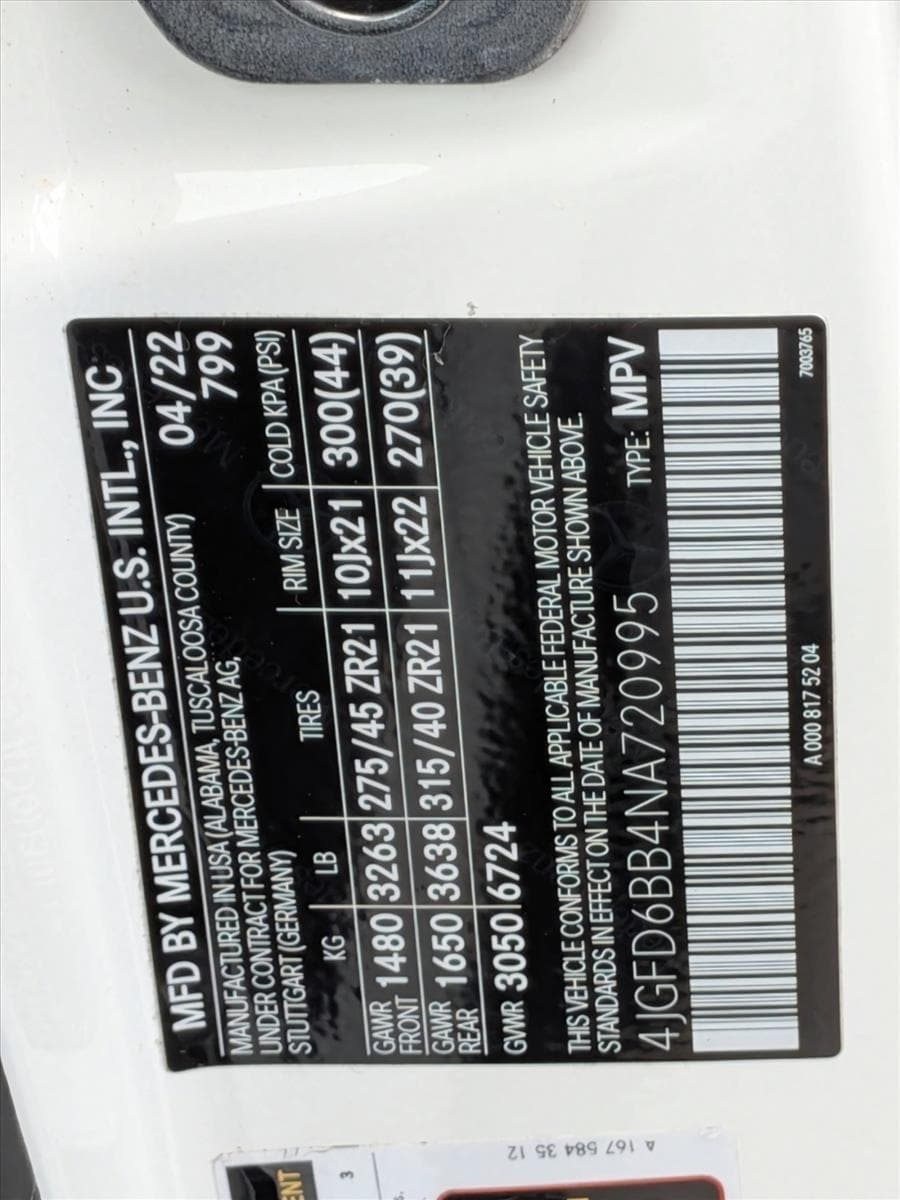 MFD BY MERCEDES-BENZ U.S. INTL., INC
MANUFACTURED IN USA (ALABAMA, TUSCALOOSA COUNTY) 04/22
UNDER CONTRACT FOR MERCEDES-BENZ AG, 799
STUTTGART (GERMANY)
KG LB TIRES RIM SIZE COLD KPA (PSI)
GAWR FRONT 1480 3263 275/45 ZR21 10Jx21 300(44)
GAWR REAR 1650 3638 315/40 ZR21 11Jx22 270(39)
GVWR 3050 6724
THIS VEHICLE CONFORMS TO ALL APPLICABLE FEDERAL MOTOR VEHICLE SAFETY
STANDARDS IN EFFECT ON THE DATE OF MANUFACTURE SHOWN ABOVE.
4JGFD6BB4NA720995 TYPE: MPV
A 000 817 52 04 7003765
A 167 584 35 12
ENT
3